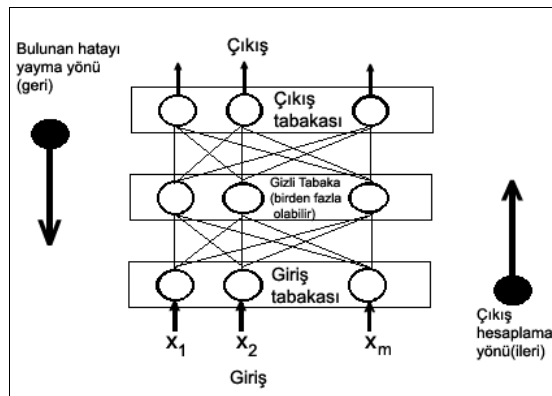 Bulunan hatayı
yayma yönü
(geri)
Çıkış
Çıkış
tabakası
Gizli Tabaka
(birden fazla
olabilir)
Giriş
tabakası
x1 x2 xm
Giriş
Çıkış
hesaplama
yönü(ileri)